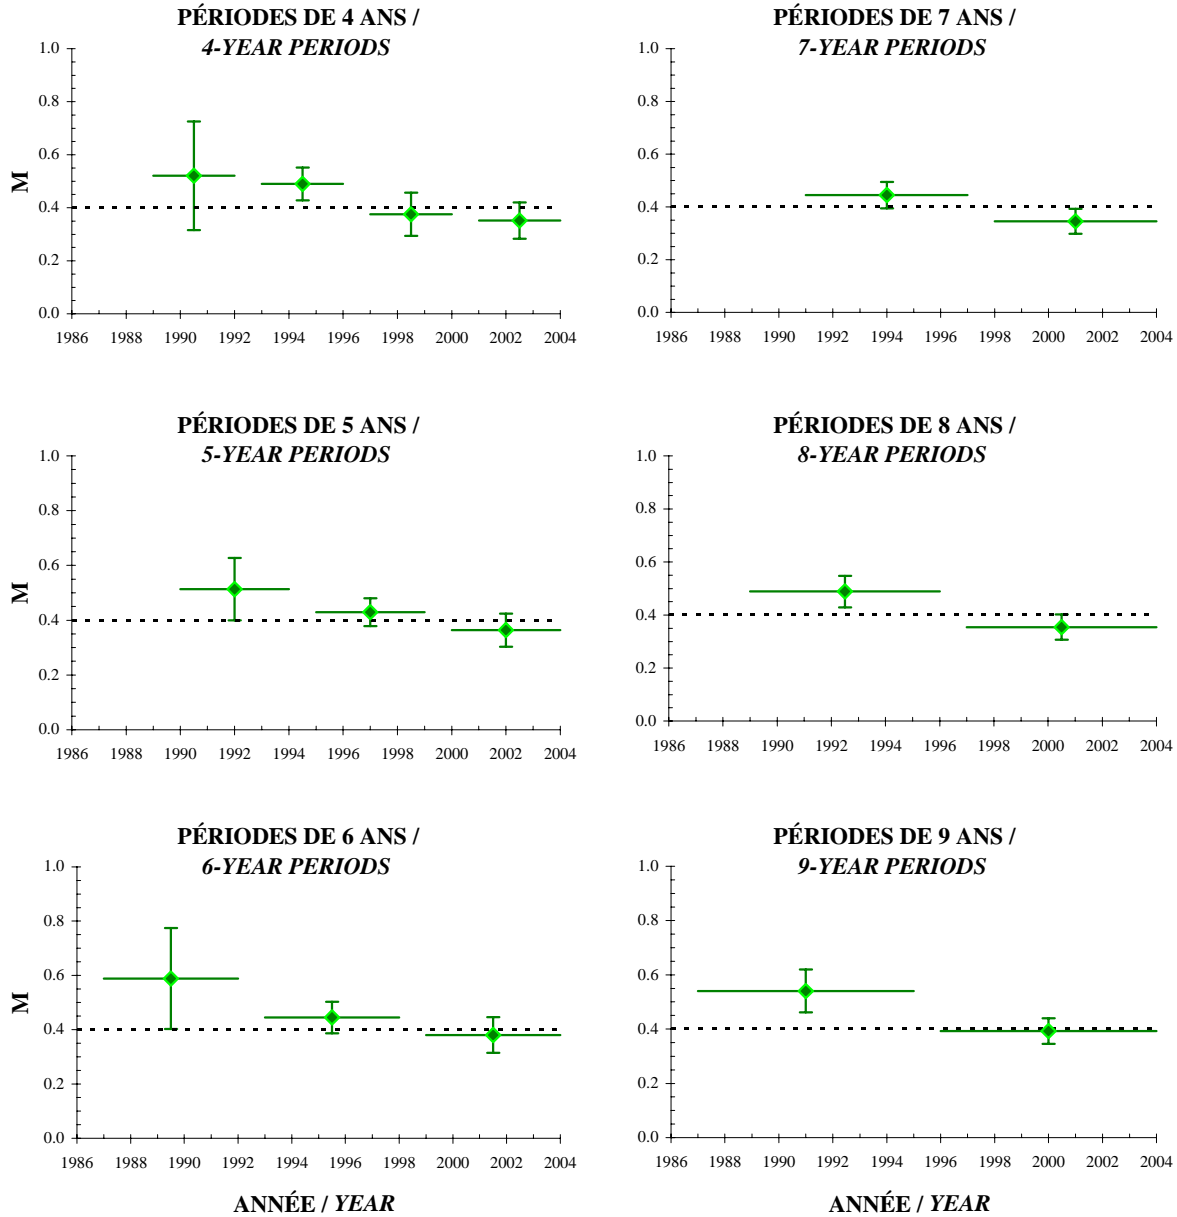 PÉRIODES DE 4 ANS /
4-YEAR PERIODS
1.0
0.8
0.6
0.4
0.2
0.0
M
1986 1988 1990 1992 1994 1996 1998 2000 2002 2004
PÉRIODES DE 7 ANS /
7-YEAR PERIODS
1.0
0.8
0.6
0.4
0.2
0.0
1986 1988 1990 1992 1994 1996 1998 2000 2002 2004
PÉRIODES DE 5 ANS /
5-YEAR PERIODS
1.0
0.8
0.6
0.4
0.2
0.0
M
1986 1988 1990 1992 1994 1996 1998 2000 2002 2004
PÉRIODES DE 8 ANS /
8-YEAR PERIODS
1.0
0.8
0.6
0.4
0.2
0.0
1986 1988 1990 1992 1994 1996 1998 2000 2002 2004
PÉRIODES DE 6 ANS /
6-YEAR PERIODS
1.0
0.8
0.6
0.4
0.2
0.0
M
1986 1988 1990 1992 1994 1996 1998 2000 2002 2004
ANNÉE / YEAR
PÉRIODES DE 9 ANS /
9-YEAR PERIODS
1.0
0.8
0.6
0.4
0.2
0.0
1986 1988 1990 1992 1994 1996 1998 2000 2002 2004
ANNÉE / YEAR